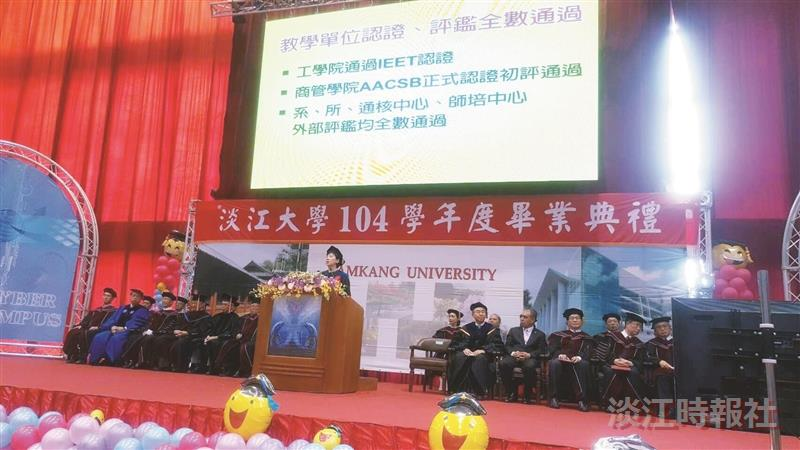 教學單位認證、評鑑全數通過
■ 工學院通過IEET認證
■ 商管學院AACSB正式認證初評通過
■ 系、所、通核中心、師培中心
外部評鑑均全數通過
淡江大學104學年度畢業典禮
MKANG UNIVERSITY
YBER
MPUS
淡江時報社